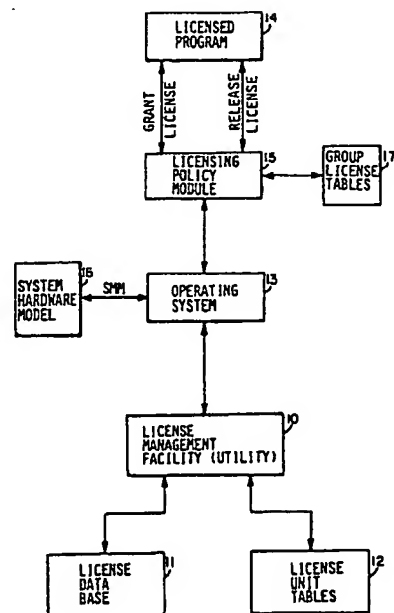 LICENSED
PROGRAM
14
GRANT
LICENSE
RELEASE
LICENSE
LICENSING
POLICY
MODULE
15
GROUP
LICENSE
TABLES
17
SYSTEM
HARDWARE
MODEL
16
SMM
OPERATING
SYSTEM
13
LICENSE
MANAGEMENT
FACILITY (UTILITY)
10
LICENSE
DATA
BASE
11
LICENSE
UNIT
TABLES
12